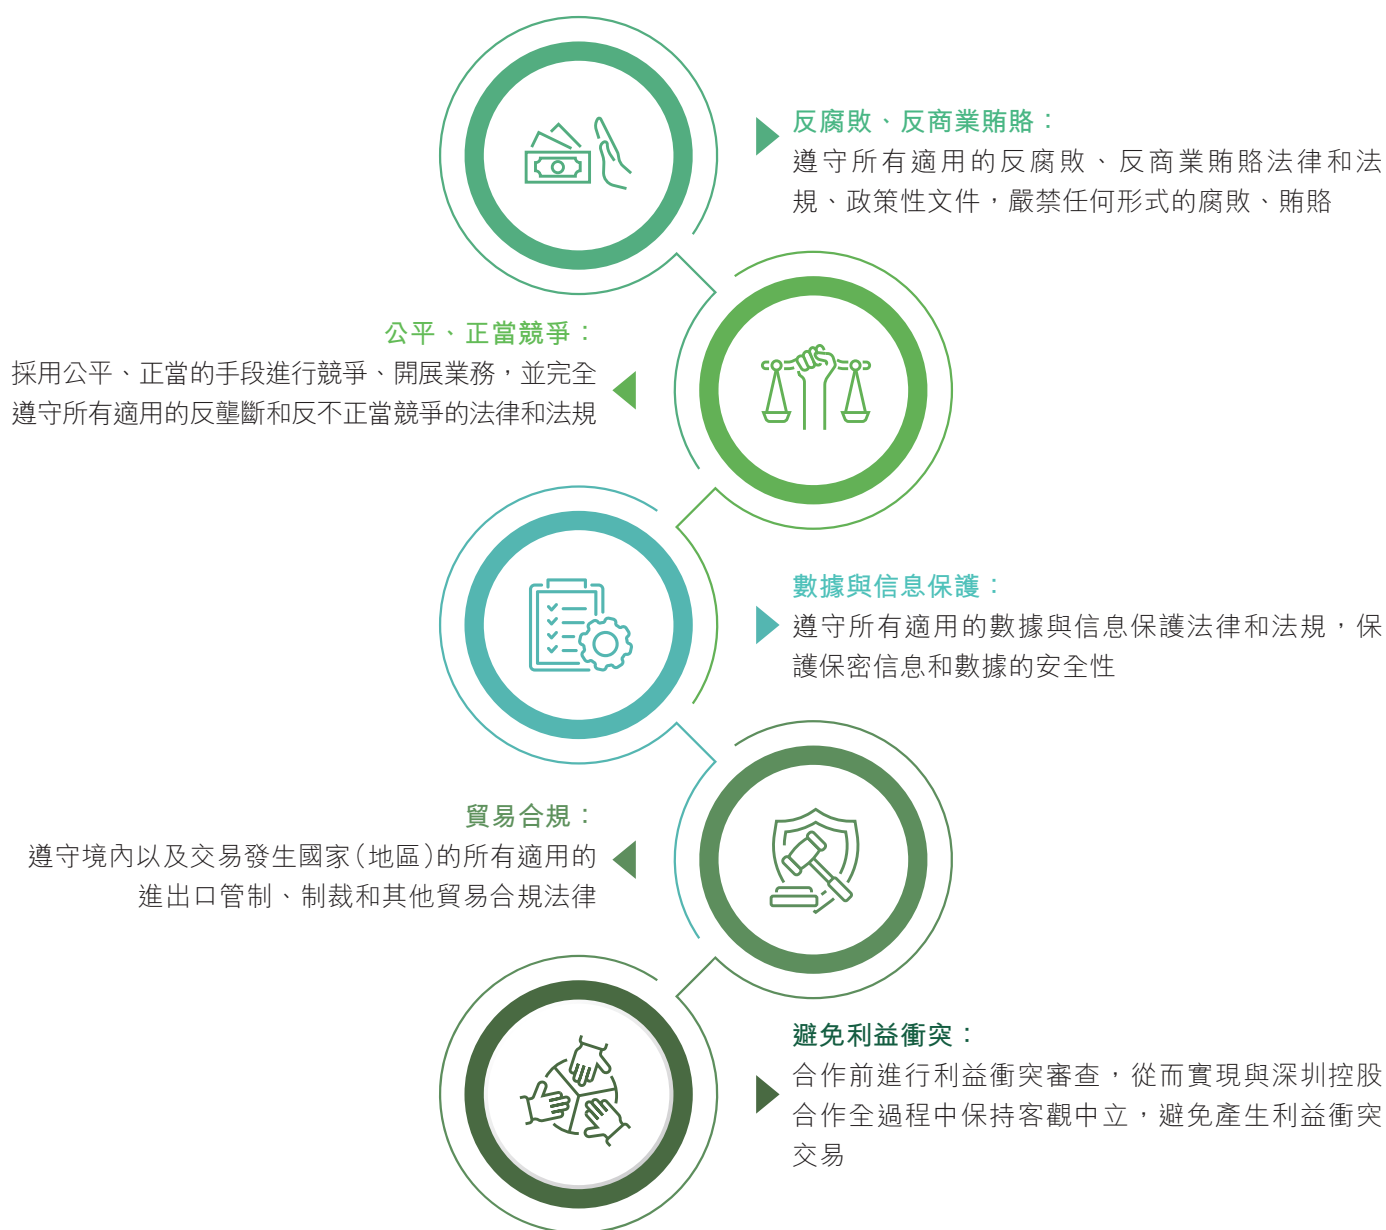 反腐敗、反商業賄賂：
遵守所有適用的反腐敗、反商業賄賂法律和法
規、政策性文件，嚴禁任何形式的腐敗、賄賂
公平、正當競爭：
採用公平、正當的手段進行競爭、開展業務，並完全
遵守所有適用的反壟斷和反不正當競爭的法律和法規
數據與信息保護：
遵守所有適用的數據與信息保護法律和法規，保
護保密信息和數據的安全性
貿易合規：
遵守境內以及交易發生國家（地區）的所有適用的
進出口管制、制裁和其他貿易合規法律
避免利益衝突：
合作前進行利益衝突審查，從而實現與深圳控股
合作全過程中保持客觀中立，避免產生利益衝突
交易